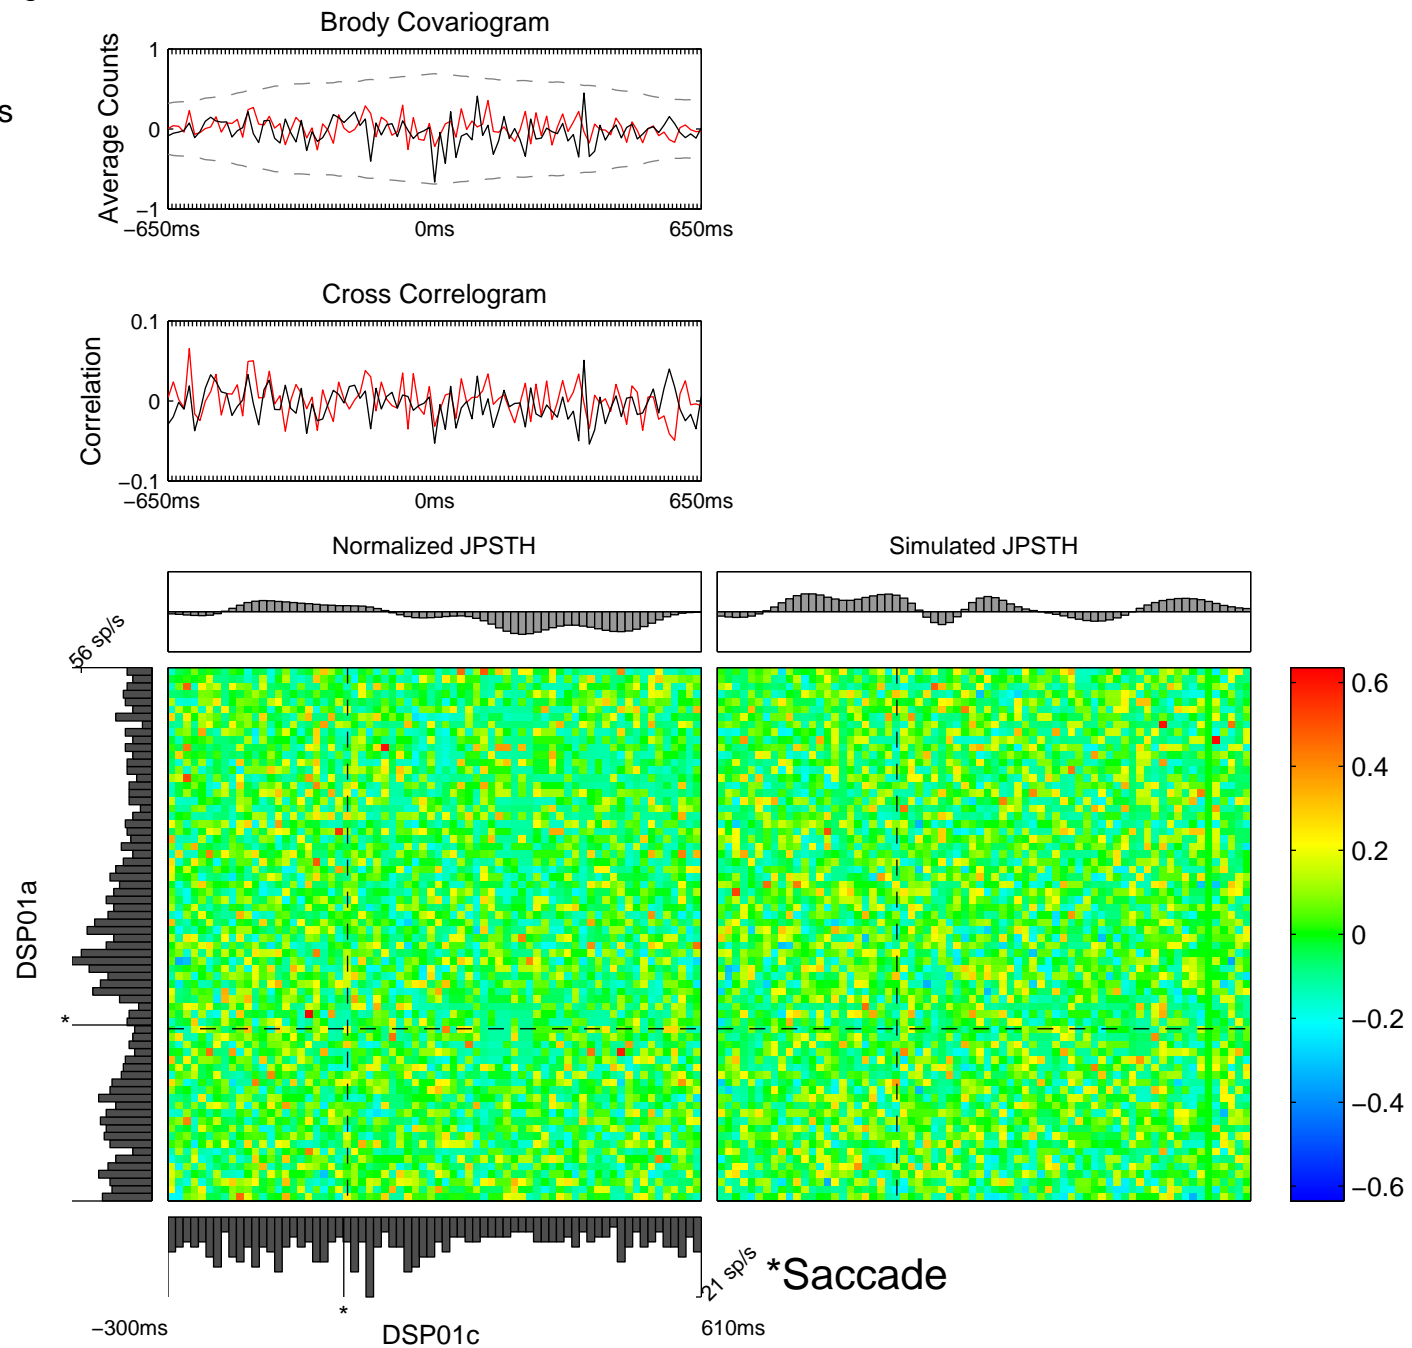 Brody Covariogram
s
Average Counts
1
0
−1
−650ms
0ms
650ms
Cross Correlogram
Correlation
0.1
0
−0.1
−650ms
0ms
650ms
Normalized JPSTH
Simulated JPSTH
56 sp/s
DSP01a
*
0.6
0.4
0.2
0
−0.2
−0.4
−0.6
21 sp/s
*Saccade
*
−300ms
DSP01c
610ms